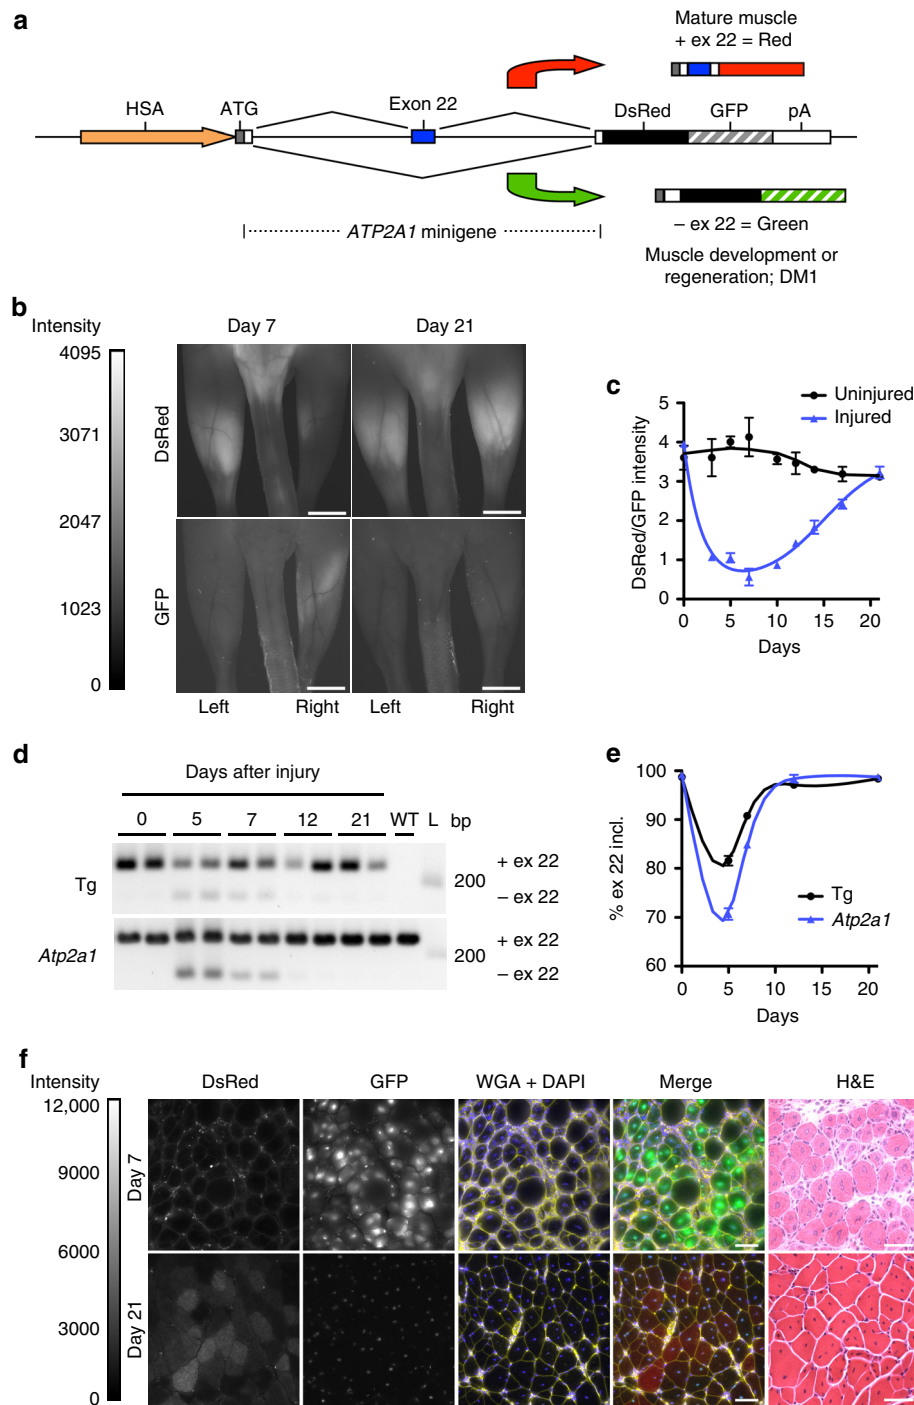 a
Mature muscle
+ ex 22 = Red
HSA
ATG
Exon 22
DsRed
GFP
pA
– ex 22 = Green
ATP2A1 minigene
Muscle development or
regeneration; DM1
b
Intensity
Day 7
Day 21
4095
3071
2047
1023
0
DsRed
GFP
Left
Right
Left
Right
c
Uninjured
Injured
DsRed/GFP intensity
5
4
3
2
1
0
0
5
10
15
20
Days
d
Days after injury
0
5
7
12
21
WT
L
bp
Tg
+ ex 22
200
– ex 22
Atp2a1
+ ex 22
200
– ex 22
e
% ex 22 incl.
100
90
80
70
60
Tg
Atp2a1
0
5
10
15
20
Days
f
Intensity
DsRed
GFP
WGA + DAPI
Merge
H&E
12,000
9000
6000
3000
0
Day 7
Day 21